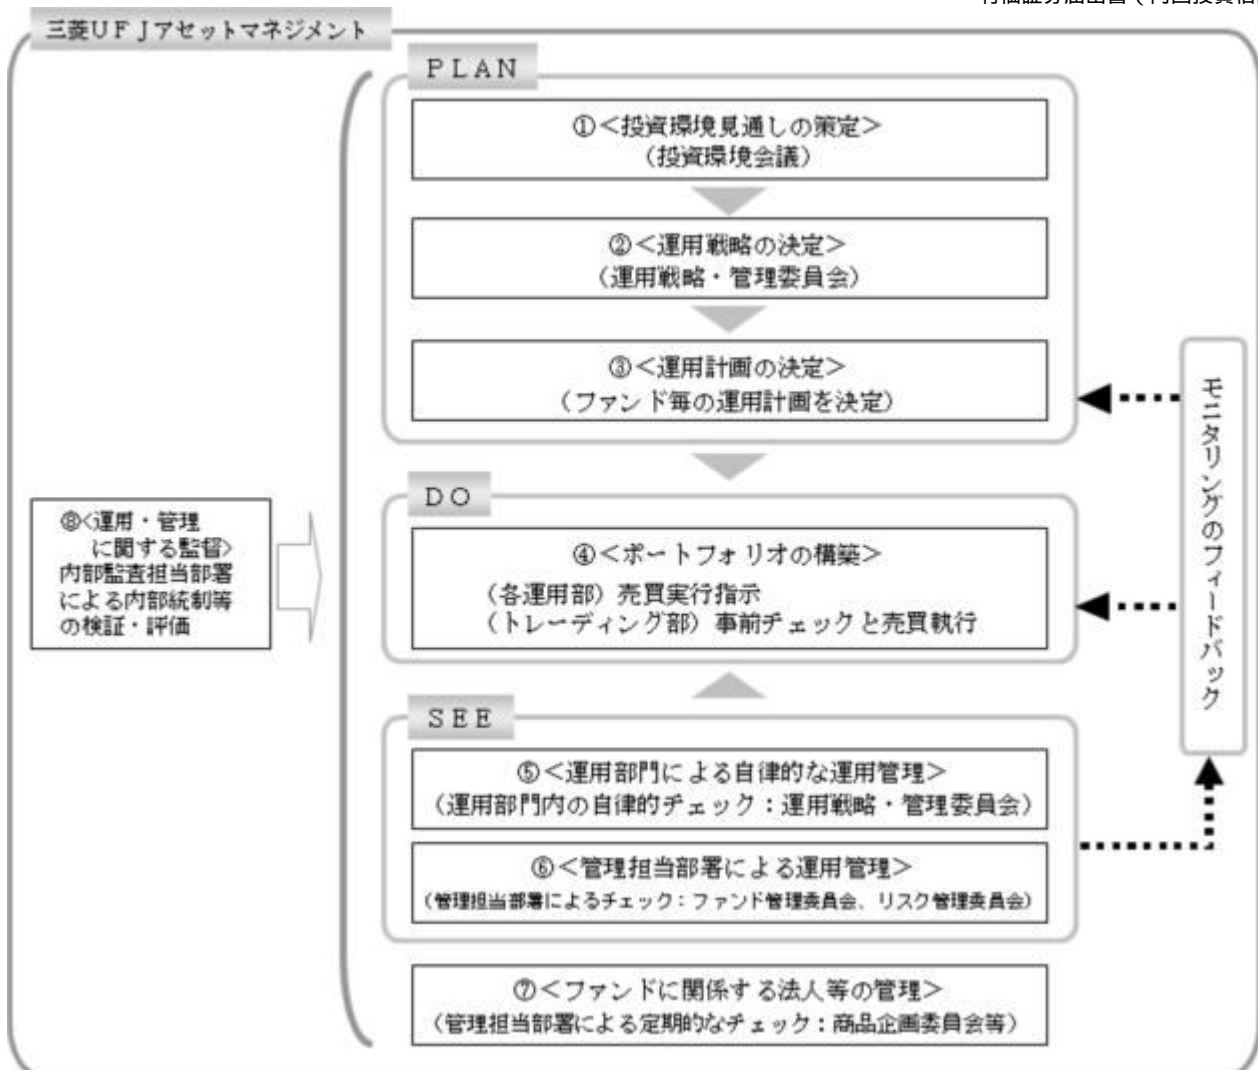 三菱UFJアセットマネジメント
PLAN
①<投資環境見通しの策定>
(投資環境会議)
②<運用戦略の決定>
(運用戦略・管理委員会)
③<運用計画の決定>
(ファンド毎の運用計画を決定)
DO
④<ポートフォリオの構築>
(各運用部)売買実行指示
(トレーディング部)事前チェックと売買執行
SEE
⑤<運用部門による自律的な運用管理>
(運用部門内の自律的チェック:運用戦略・管理委員会)
⑥<管理担当部署による運用管理>
(管理担当部署によるチェック:ファンド管理委員会、リスク管理委員会)
⑦<ファンドに関係する法人等の管理>
(管理担当部署による定期的なチェック:商品企画委員会等)
⑧<運用・管理
に関する監督>
内部監査担当部署
による内部統制等
の検証・評価
モニタリングのフィードバック